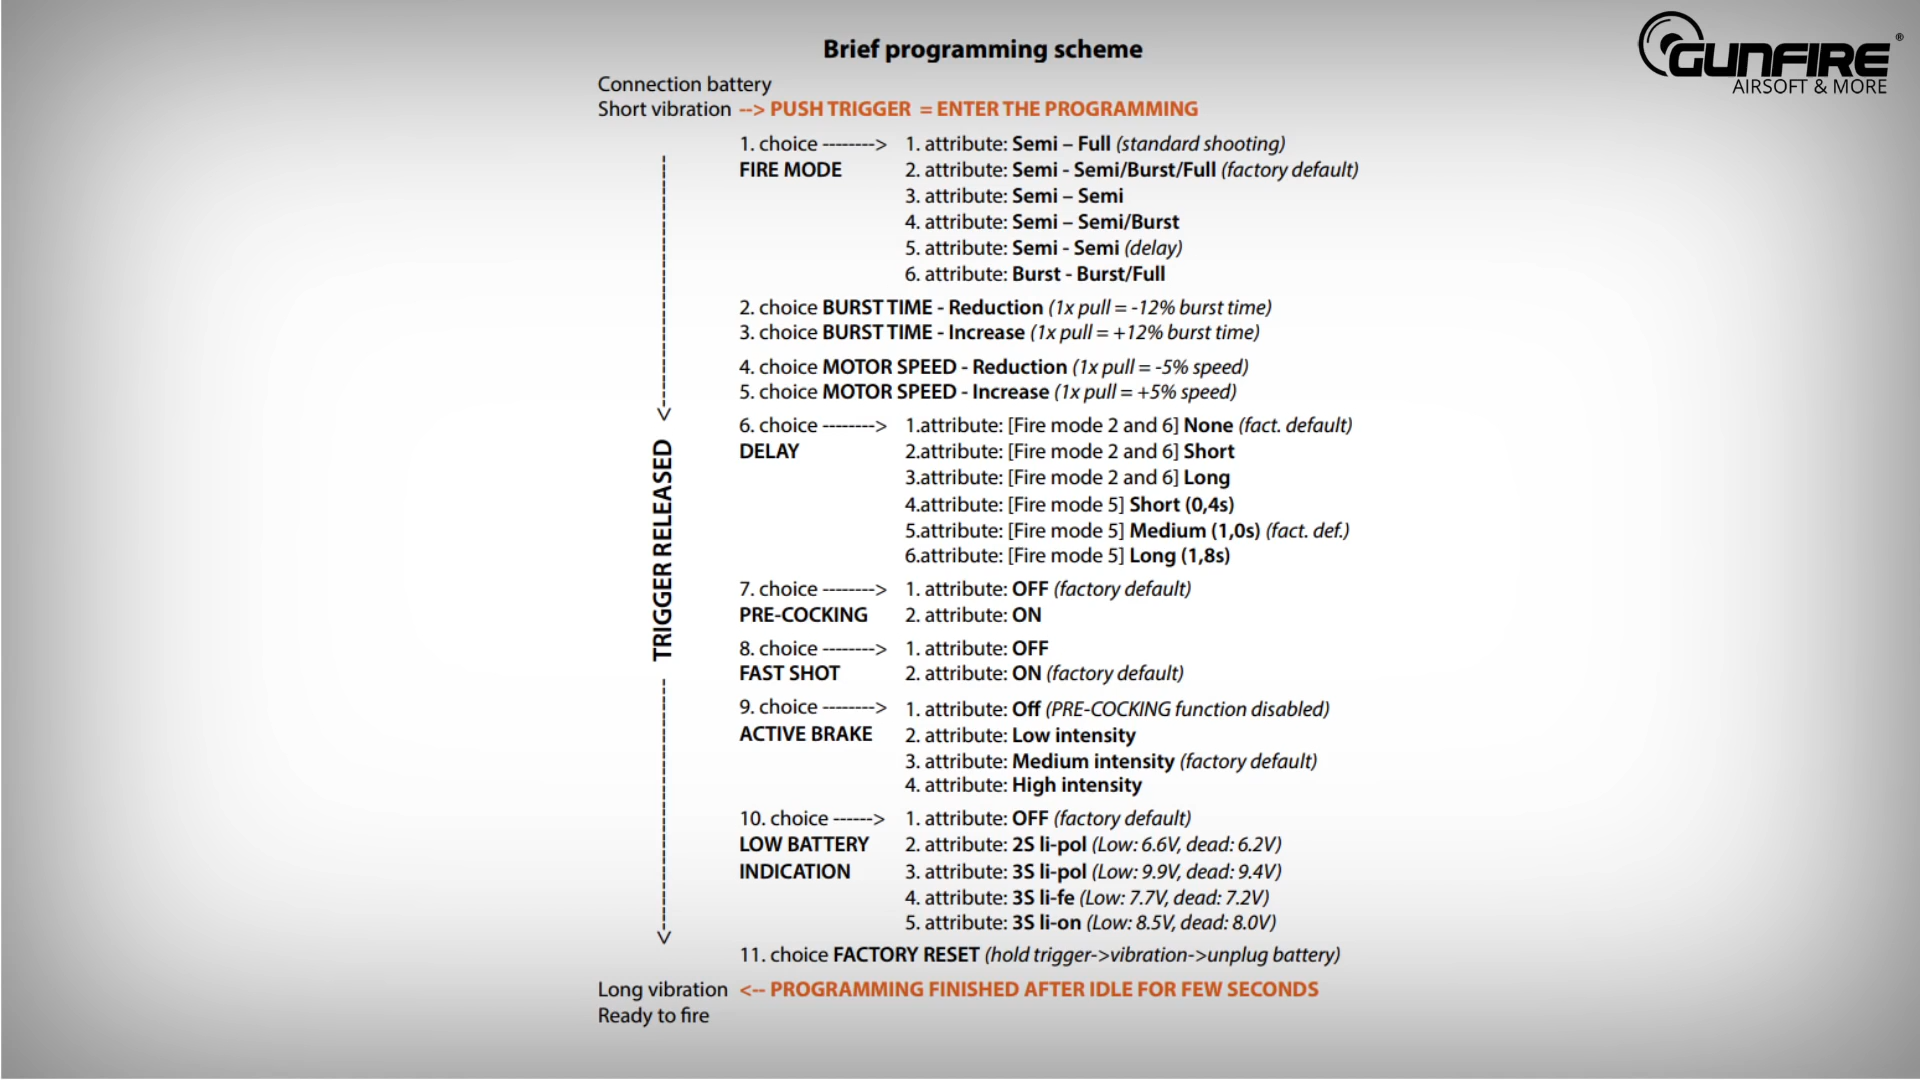 GUNFIRE ®
AIRSOFT & MORE
Brief programming scheme
Connection battery
Short vibration --> PUSH TRIGGER = ENTER THE PROGRAMMING
1. choice --------> 1. attribute: Semi – Full (standard shooting)
FIRE MODE 2. attribute: Semi - Semi/Burst/Full (factory default)
3. attribute: Semi – Semi
4. attribute: Semi – Semi/Burst
5. attribute: Semi - Semi (delay)
6. attribute: Burst - Burst/Full
2. choice BURST TIME - Reduction (1x pull = -12% burst time)
3. choice BURST TIME - Increase (1x pull = +12% burst time)
4. choice MOTOR SPEED - Reduction (1x pull = -5% speed)
5. choice MOTOR SPEED - Increase (1x pull = +5% speed)
6. choice --------> 1.attribute: [Fire mode 2 and 6] None (fact. default)
DELAY 2.attribute: [Fire mode 2 and 6] Short
3.attribute: [Fire mode 2 and 6] Long
4.attribute: [Fire mode 5] Short (0,4s)
5.attribute: [Fire mode 5] Medium (1,0s) (fact. def.)
6.attribute: [Fire mode 5] Long (1,8s)
TRIGGER RELEASED
7. choice --------> 1. attribute: OFF (factory default)
PRE-COCKING 2. attribute: ON
8. choice --------> 1. attribute: OFF
FAST SHOT 2. attribute: ON (factory default)
9. choice --------> 1. attribute: Off (PRE-COCKING function disabled)
ACTIVE BRAKE 2. attribute: Low intensity
3. attribute: Medium intensity (factory default)
4. attribute: High intensity
10. choice ------> 1. attribute: OFF (factory default)
LOW BATTERY 2. attribute: 2S li-pol (Low: 6.6V, dead: 6.2V)
INDICATION 3. attribute: 3S li-pol (Low: 9.9V, dead: 9.4V)
4. attribute: 3S li-fe (Low: 7.7V, dead: 7.2V)
5. attribute: 3S li-on (Low: 8.5V, dead: 8.0V)
11. choice FACTORY RESET (hold trigger->vibration->unplug battery)
Long vibration <-- PROGRAMMING FINISHED AFTER IDLE FOR FEW SECONDS
Ready to fire